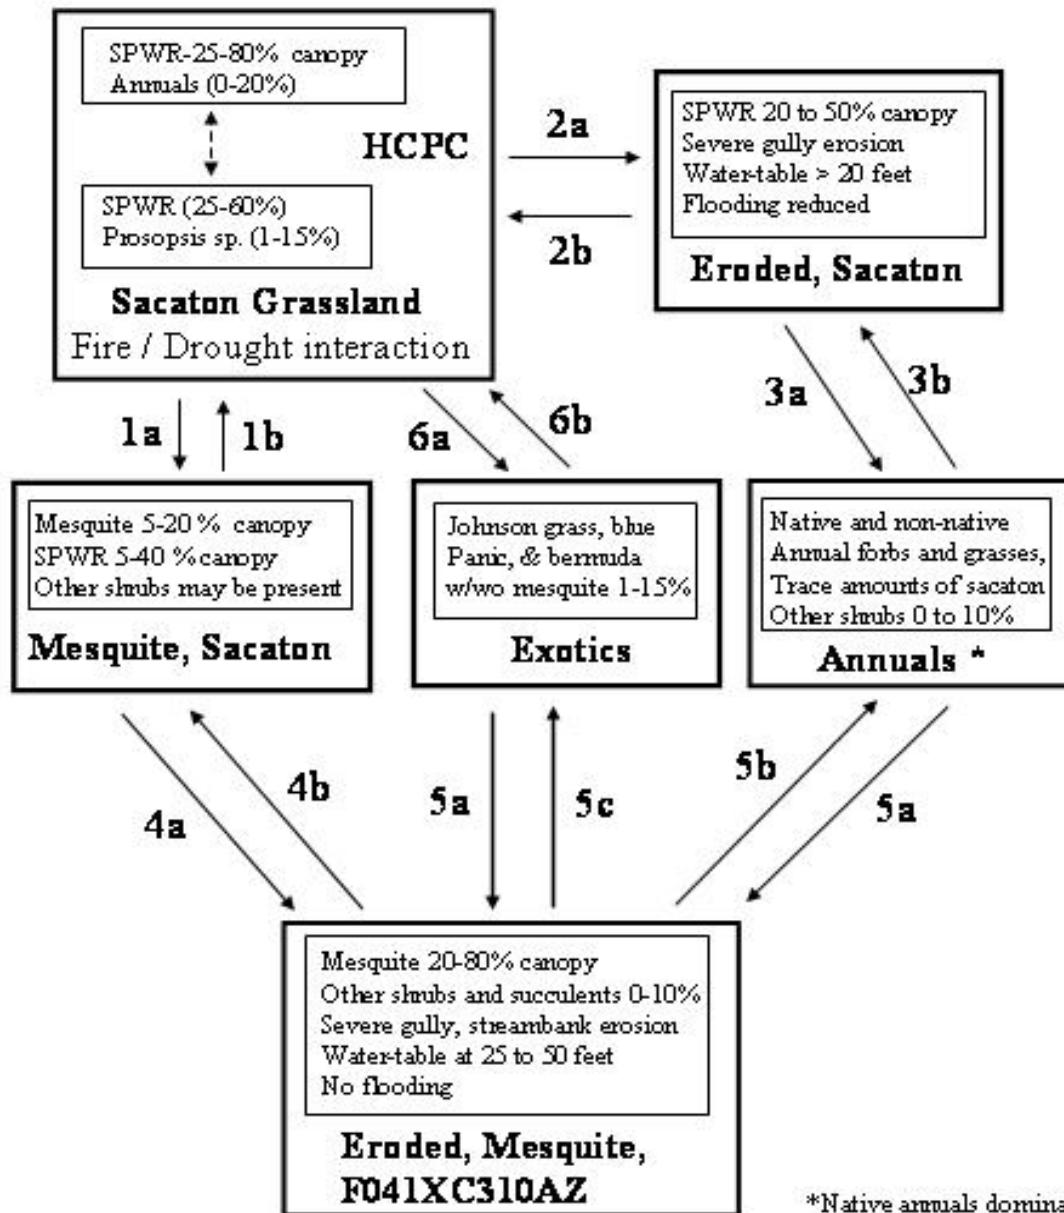 SPWR-25-80% canopy
Annuals (0-20%)
HCPC
SPWR (25-60%)
Prosopsis sp. (1-15%)
Sacaton Grassland
Fire / Drought interaction
2a
2b
SPWR 20 to 50% canopy
Severe gully erosion
Water-table > 20 feet
Flooding reduced
Eroded, Sacaton
1a
1b
6a
6b
3a
3b
Mesquite 5-20 % canopy
SPWR 5-40 % canopy
Other shrubs may be present
Mesquite, Sacaton
Johnson grass, blue
Panic, & bermuda
w/wo mesquite 1-15%
Exotics
Native and non-native
Annual forbs and grasses,
Trace amounts of sacaton
Other shrubs 0 to 10%
Annuals *
4a
4b
5a
5c
5b
5a
Mesquite 20-80% canopy
Other shrubs and succulents 0-10%
Severe gully, streambank erosion
Water-table at 25 to 50 feet
No flooding
Eroded, Mesquite,
F041XC310AZ
*Native annuals